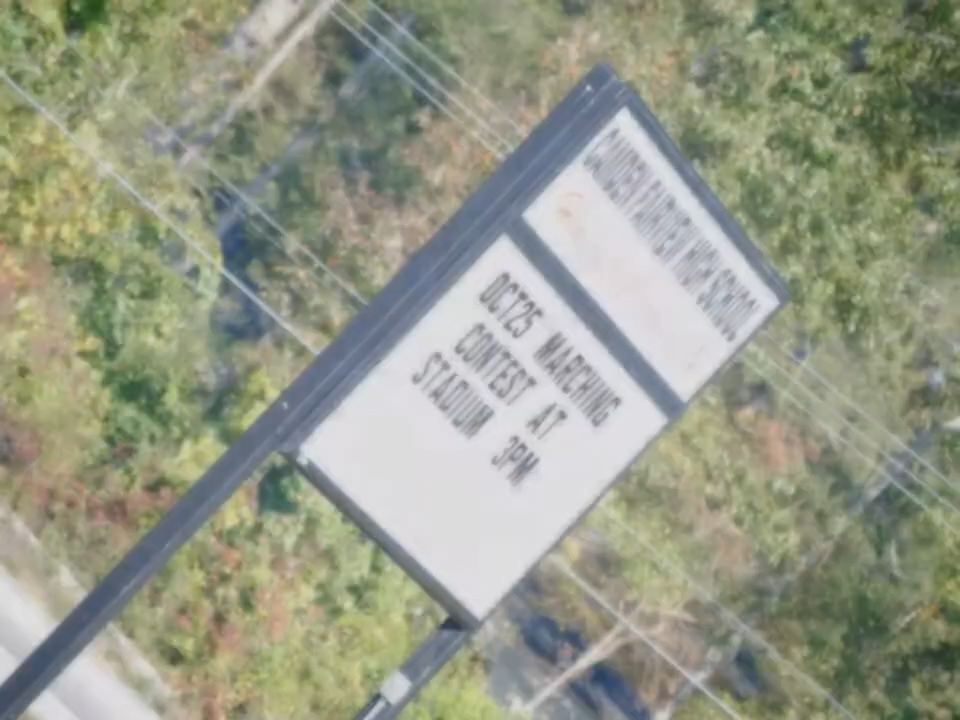 CAMDEN FAIRVIEW HIGH SCHOOL
OCT25 MARCHING
CONTEST AT
STADIUM 3PM